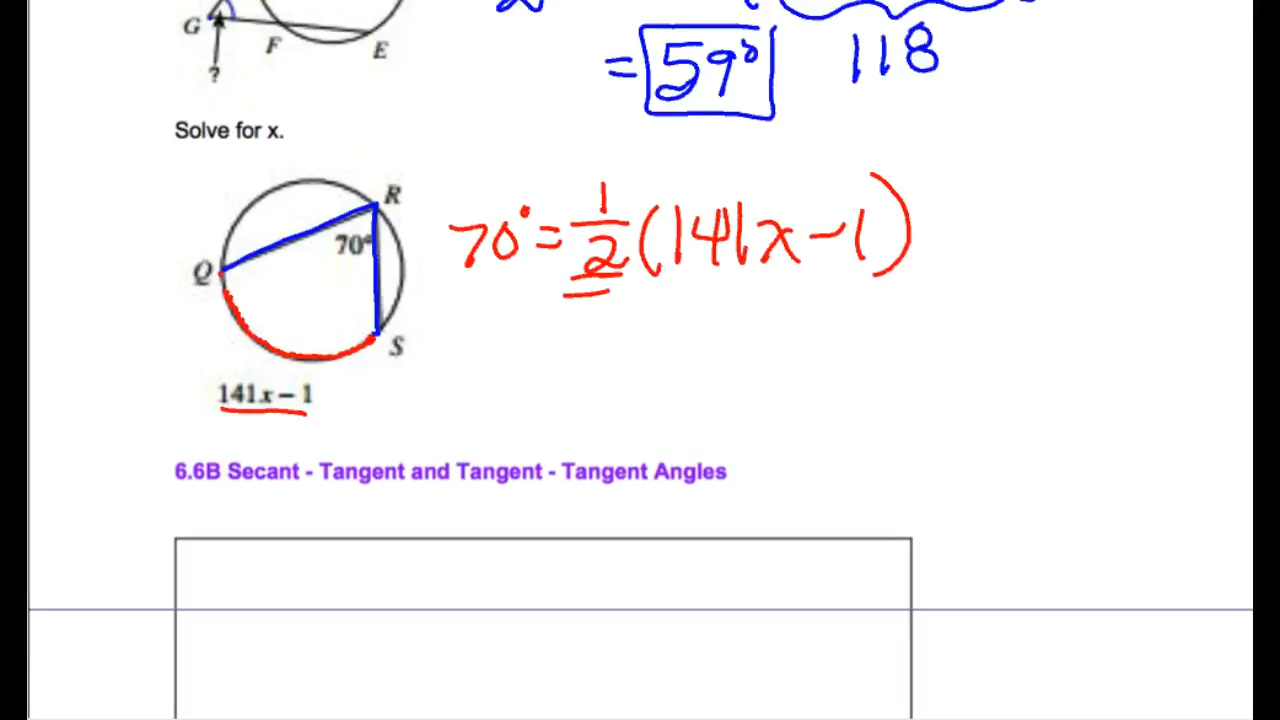 G F E
?
= 59° 118
Solve for x.
R
70°
Q
S
141x – 1
70° = 1/2 (141x – 1)
6.6B Secant - Tangent and Tangent - Tangent Angles